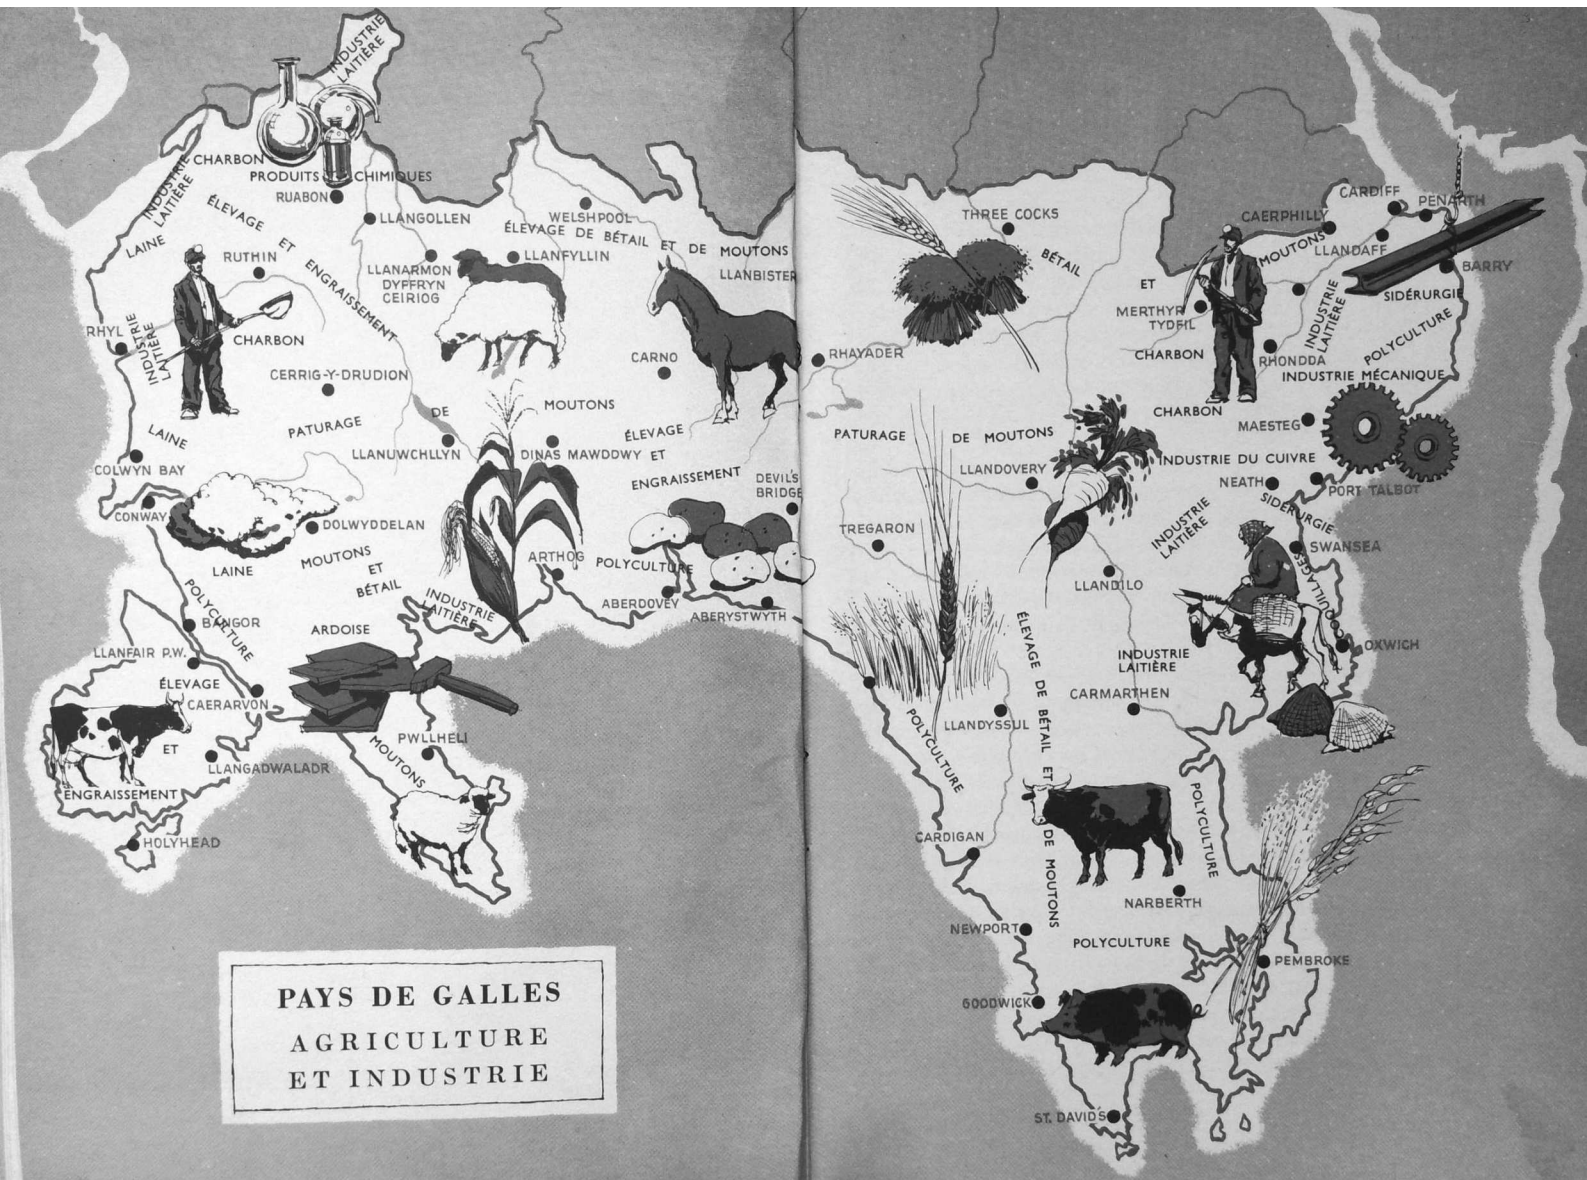 INDUSTRIE
LAITIÈRE
CHARBON
PRODUITS CHIMIQUES
RUABON
INDUSTRIE
LAITIÈRE
LLANGOLLEN
WELSHPOOL
ÉLEVAGE ET ENGRAISSEMENT
ÉLEVAGE DE BÉTAIL ET DE MOUTONS
LAINE
RUTHIN
LLANARMON
DYFFRYN
CEIRIOG
LLANFYLLIN
LLANBISTER
RHYL
INDUSTRIE
LAITIÈRE
CHARBON
CARNO
CERRIG-Y-DRUDION
PATURAGE DE MOUTONS
LAINE
ÉLEVAGE ET
ENGRAISSEMENT
LLANUWCHLLYN
DINAS MAWDDWY
COLWYN BAY
DEVIL'S
BRIDGE
CONWAY
DOLWYDDELAN
LAINE
MOUTONS
ET
BÉTAIL
ARTHOG
POLYCULTURE
INDUSTRIE
LAITIÈRE
ABERDOVEY
ABERYSTWYTH
POLYCULTURE
BANGOR
ARDOISE
LLANFAIR P.W.
ÉLEVAGE
ET
ENGRAISSEMENT
CAERARVON
PWLLHELI
MOUTONS
LLANGADWALADR
HOLYHEAD
PAYS DE GALLES
AGRICULTURE
ET INDUSTRIE
THREE COCKS
BÉTAIL ET MOUTONS
CARDIFF
PENARTH
CAERPHILLY
LLANDAFF
BARRY
SIDÉRURGIE
MERTHYR
TYDFIL
INDUSTRIE
LAITIÈRE
POLYCULTURE
RHAYADER
CHARBON
RHONDDA
INDUSTRIE MÉCANIQUE
CHARBON
MAESTEG
PATURAGE DE MOUTONS
LLANDOVERY
INDUSTRIE DU CUIVRE
NEATH
PORT TALBOT
SIDÉRURGIE
TREGARON
INDUSTRIE
LAITIÈRE
SWANSEA
LLANDILO
OXWICH
ÉLEVAGE DE BÉTAIL ET DE MOUTONS
INDUSTRIE
LAITIÈRE
CARMARTHEN
LLANDYSSUL
POLYCULTURE
POLYCULTURE
CARDIGAN
NARBERTH
NEWPORT
POLYCULTURE
PEMBROKE
GOODWICK
ST. DAVID'S